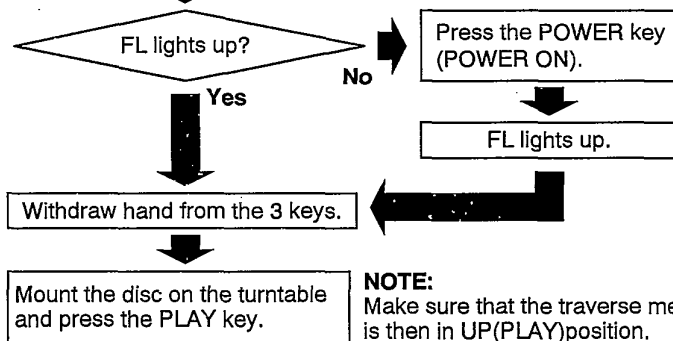 FL lights up?
No
Yes
Press the POWER key
(POWER ON).
FL lights up.
Withdraw hand from the 3 keys.
Mount the disc on the turntable
and press the PLAY key.
NOTE:
Make sure that the traverse me
is then in UP(PLAY)position.